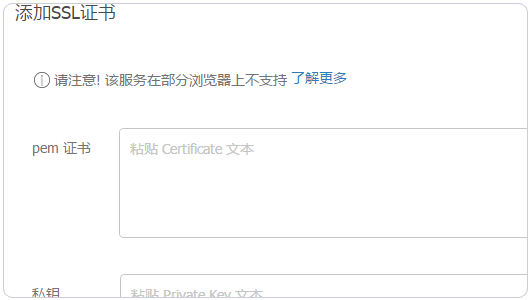 添加SSL证书
请注意! 该服务在部分浏览器上不支持 了解更多
pem 证书
粘贴 Certificate 文本
私钥
粘贴 Private Key 文本